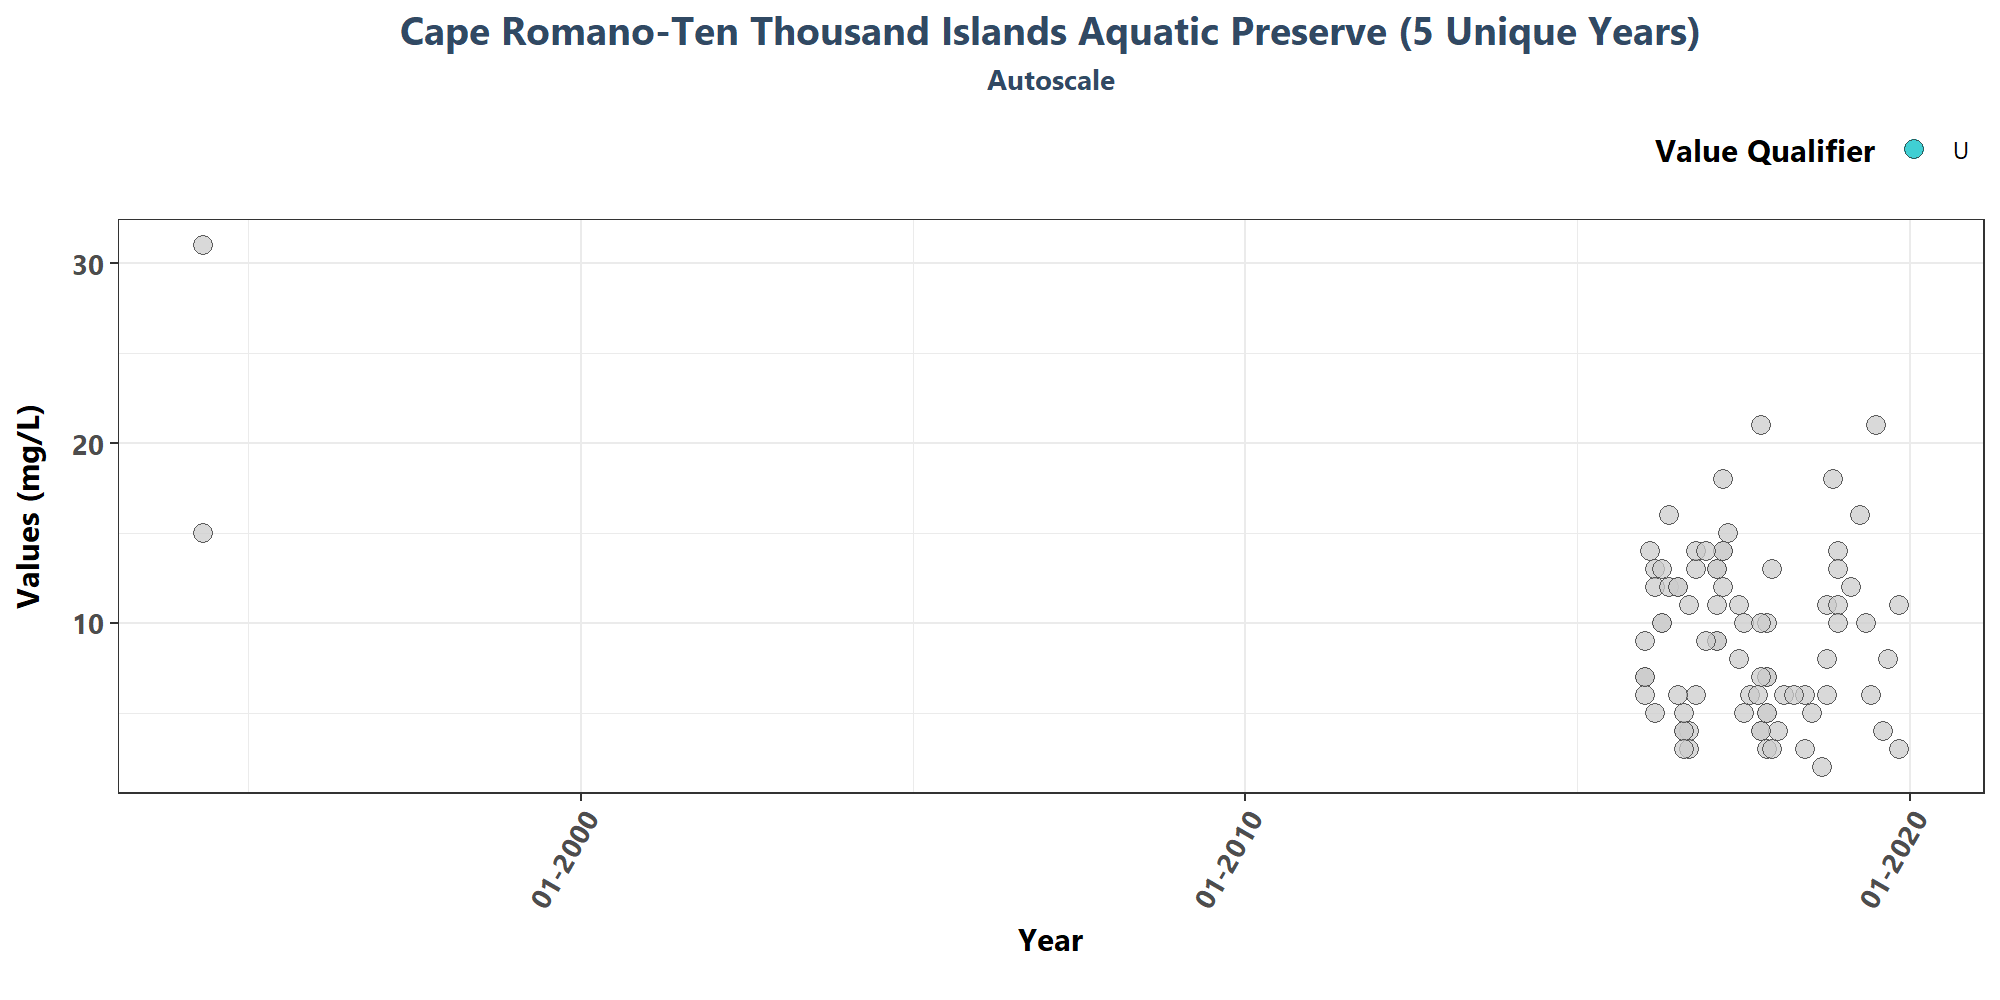 Cape Romano-Ten Thousand Islands Aquatic Preserve (5 Unique Years)
Autoscale
Value Qualifier U
30
20
10
Values (mg/L)
01-2000 01-2010 01-2020
Year